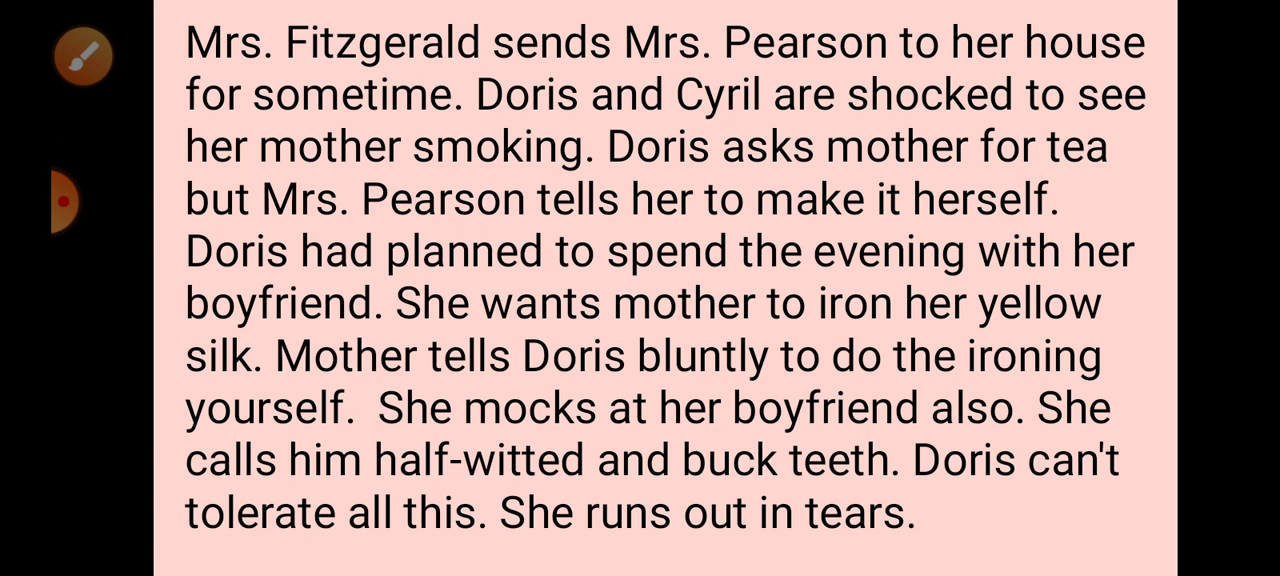 Mrs. Fitzgerald sends Mrs. Pearson to her house
for sometime. Doris and Cyril are shocked to see
her mother smoking. Doris asks mother for tea
but Mrs. Pearson tells her to make it herself.
Doris had planned to spend the evening with her
boyfriend. She wants mother to iron her yellow
silk. Mother tells Doris bluntly to do the ironing
yourself.  She mocks at her boyfriend also. She
calls him half-witted and buck teeth. Doris can't
tolerate all this. She runs out in tears.